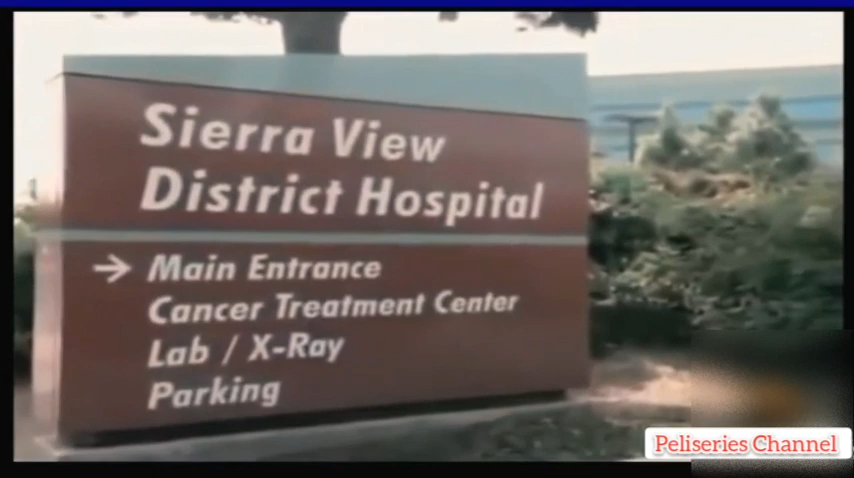 Sierra View
District Hospital
→ Main Entrance
Cancer Treatment Center
Lab / X-Ray
Parking
Peliseries Channel